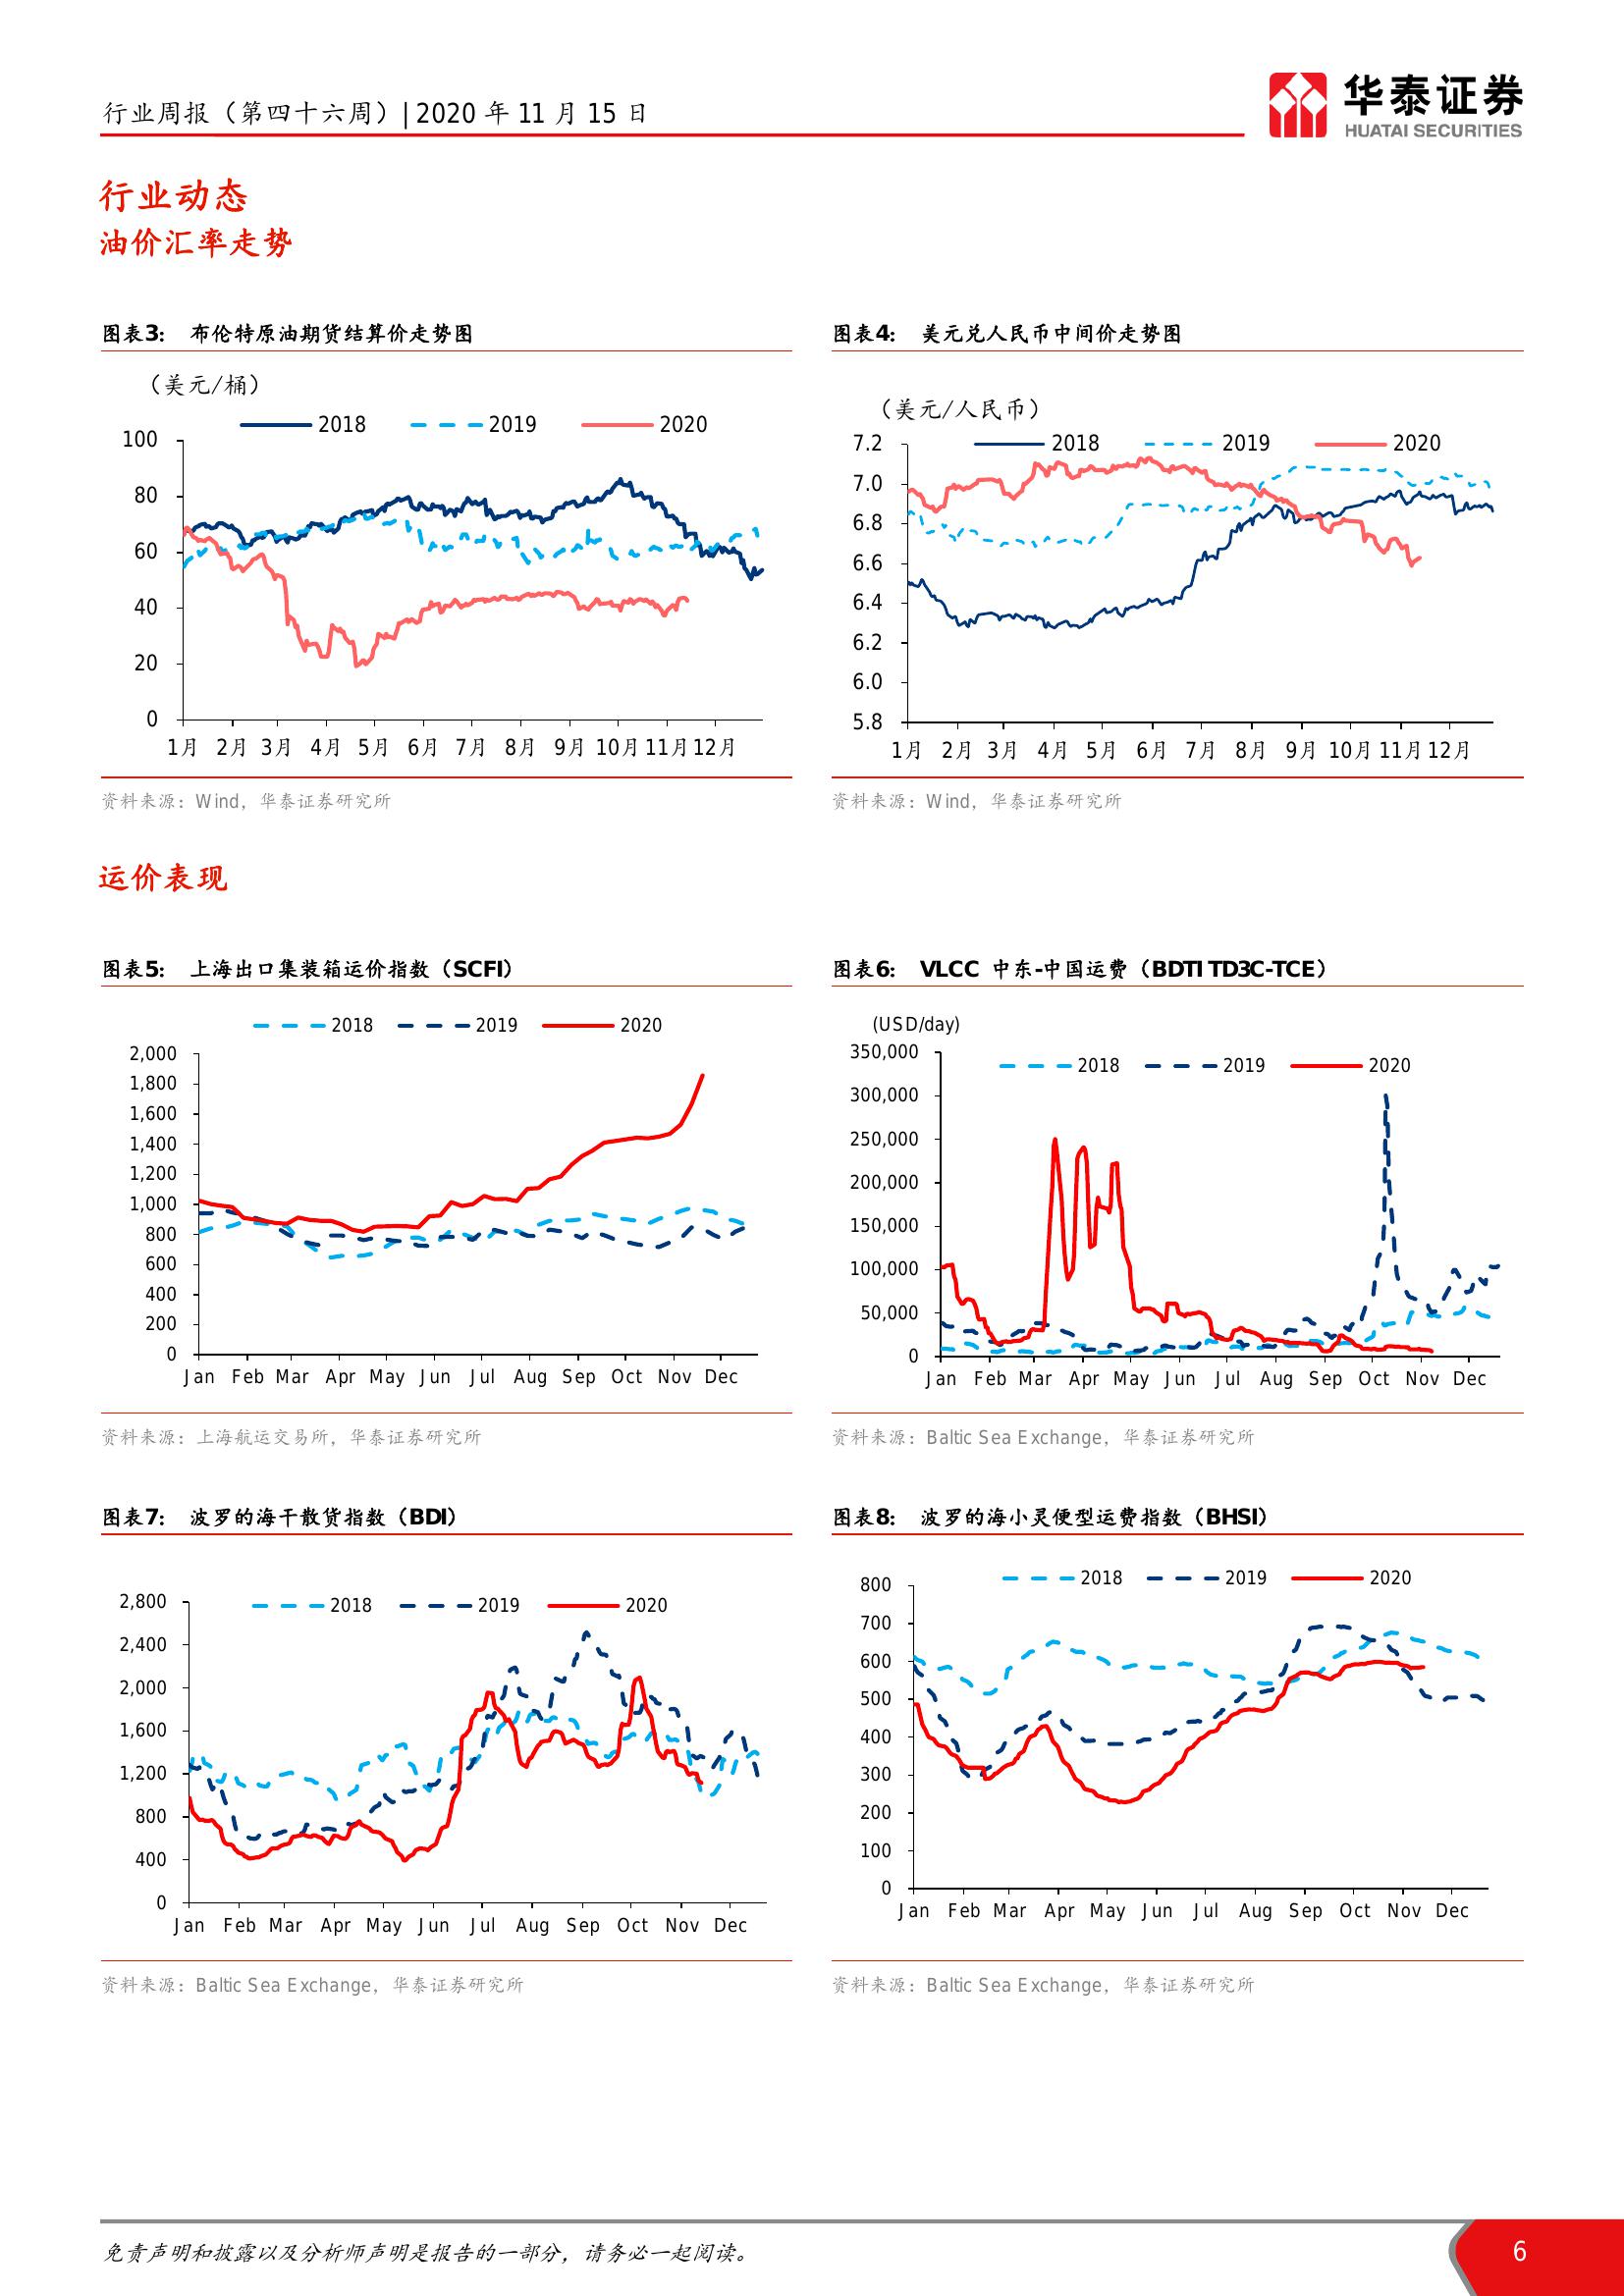 行业周报（第四十六周）| 2020 年 11 月 15 日
华泰证券
HUATAI SECURITIES
行业动态
油价汇率走势
图表3： 布伦特原油期货结算价走势图
（美元/桶）
2018 2019 2020
100
80
60
40
20
0
1月 2月 3月 4月 5月 6月 7月 8月 9月 10月 11月 12月
资料来源：Wind，华泰证券研究所
图表4： 美元兑人民币中间价走势图
（美元/人民币）
2018 2019 2020
7.2
7.0
6.8
6.6
6.4
6.2
6.0
5.8
1月 2月 3月 4月 5月 6月 7月 8月 9月 10月 11月 12月
资料来源：Wind，华泰证券研究所
运价表现
图表5： 上海出口集装箱运价指数（SCFI）
2018 2019 2020
2,000
1,800
1,600
1,400
1,200
1,000
800
600
400
200
0
Jan Feb Mar Apr May Jun Jul Aug Sep Oct Nov Dec
资料来源：上海航运交易所，华泰证券研究所
图表6： VLCC 中东-中国运费（BDTI TD3C-TCE）
(USD/day)
2018 2019 2020
350,000
300,000
250,000
200,000
150,000
100,000
50,000
0
Jan Feb Mar Apr May Jun Jul Aug Sep Oct Nov Dec
资料来源：Baltic Sea Exchange，华泰证券研究所
图表7： 波罗的海干散货指数（BDI）
2018 2019 2020
2,800
2,400
2,000
1,600
1,200
800
400
0
Jan Feb Mar Apr May Jun Jul Aug Sep Oct Nov Dec
资料来源：Baltic Sea Exchange，华泰证券研究所
图表8： 波罗的海小灵便型运费指数（BHSI）
2018 2019 2020
800
700
600
500
400
300
200
100
0
Jan Feb Mar Apr May Jun Jul Aug Sep Oct Nov Dec
资料来源：Baltic Sea Exchange，华泰证券研究所
免责声明和披露以及分析师声明是报告的一部分，请务必一起阅读。
6